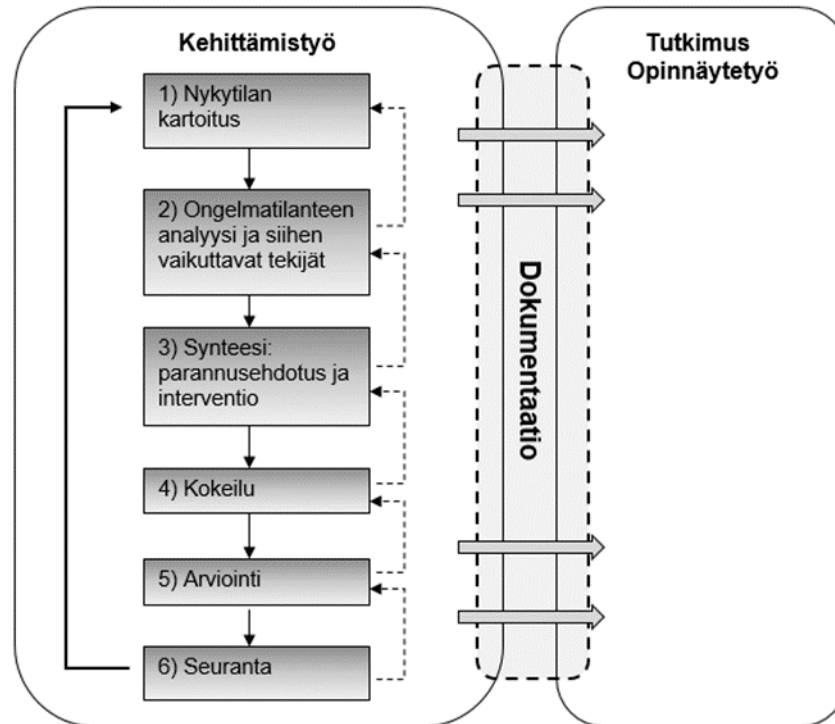 Kehittämistyö
1) Nykytilan
kartoitus
2) Ongelmatilanteen
analyysi ja siihen
vaikuttavat tekijät
3) Synteesi:
parannusehdotus ja
interventio
4) Kokeilu
5) Arviointi
6) Seuranta
Dokumentaatio
Tutkimus
Opinnäytetyö